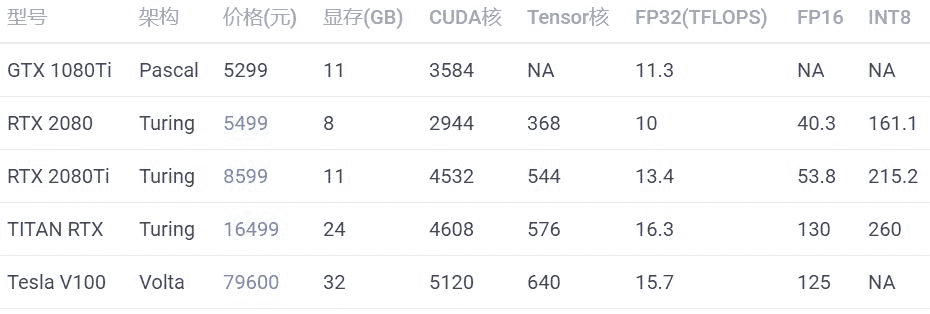 型号 架构 价格(元) 显存(GB) CUDA核 Tensor核 FP32(TFLOPS) FP16 INT8
GTX 1080Ti Pascal 5299 11 3584 NA 11.3 NA NA
RTX 2080 Turing 5499 8 2944 368 10 40.3 161.1
RTX 2080Ti Turing 8599 11 4532 544 13.4 53.8 215.2
TITAN RTX Turing 16499 24 4608 576 16.3 130 260
Tesla V100 Volta 79600 32 5120 640 15.7 125 NA